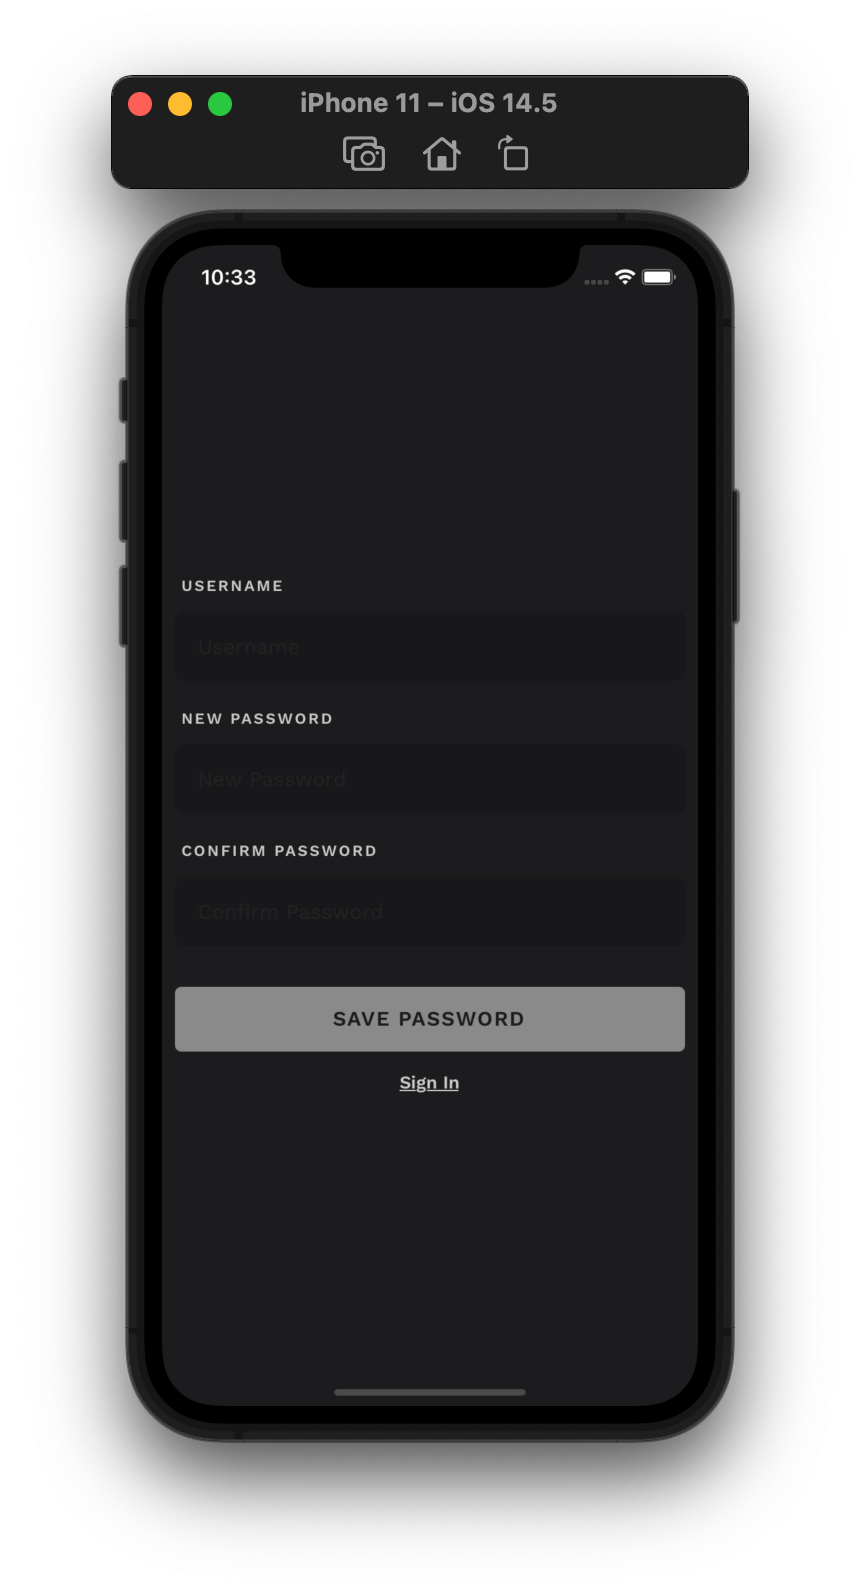 iPhone 11 – iOS 14.5
10:33
USERNAME
Username
NEW PASSWORD
New Password
CONFIRM PASSWORD
Confirm Password
SAVE PASSWORD
Sign In